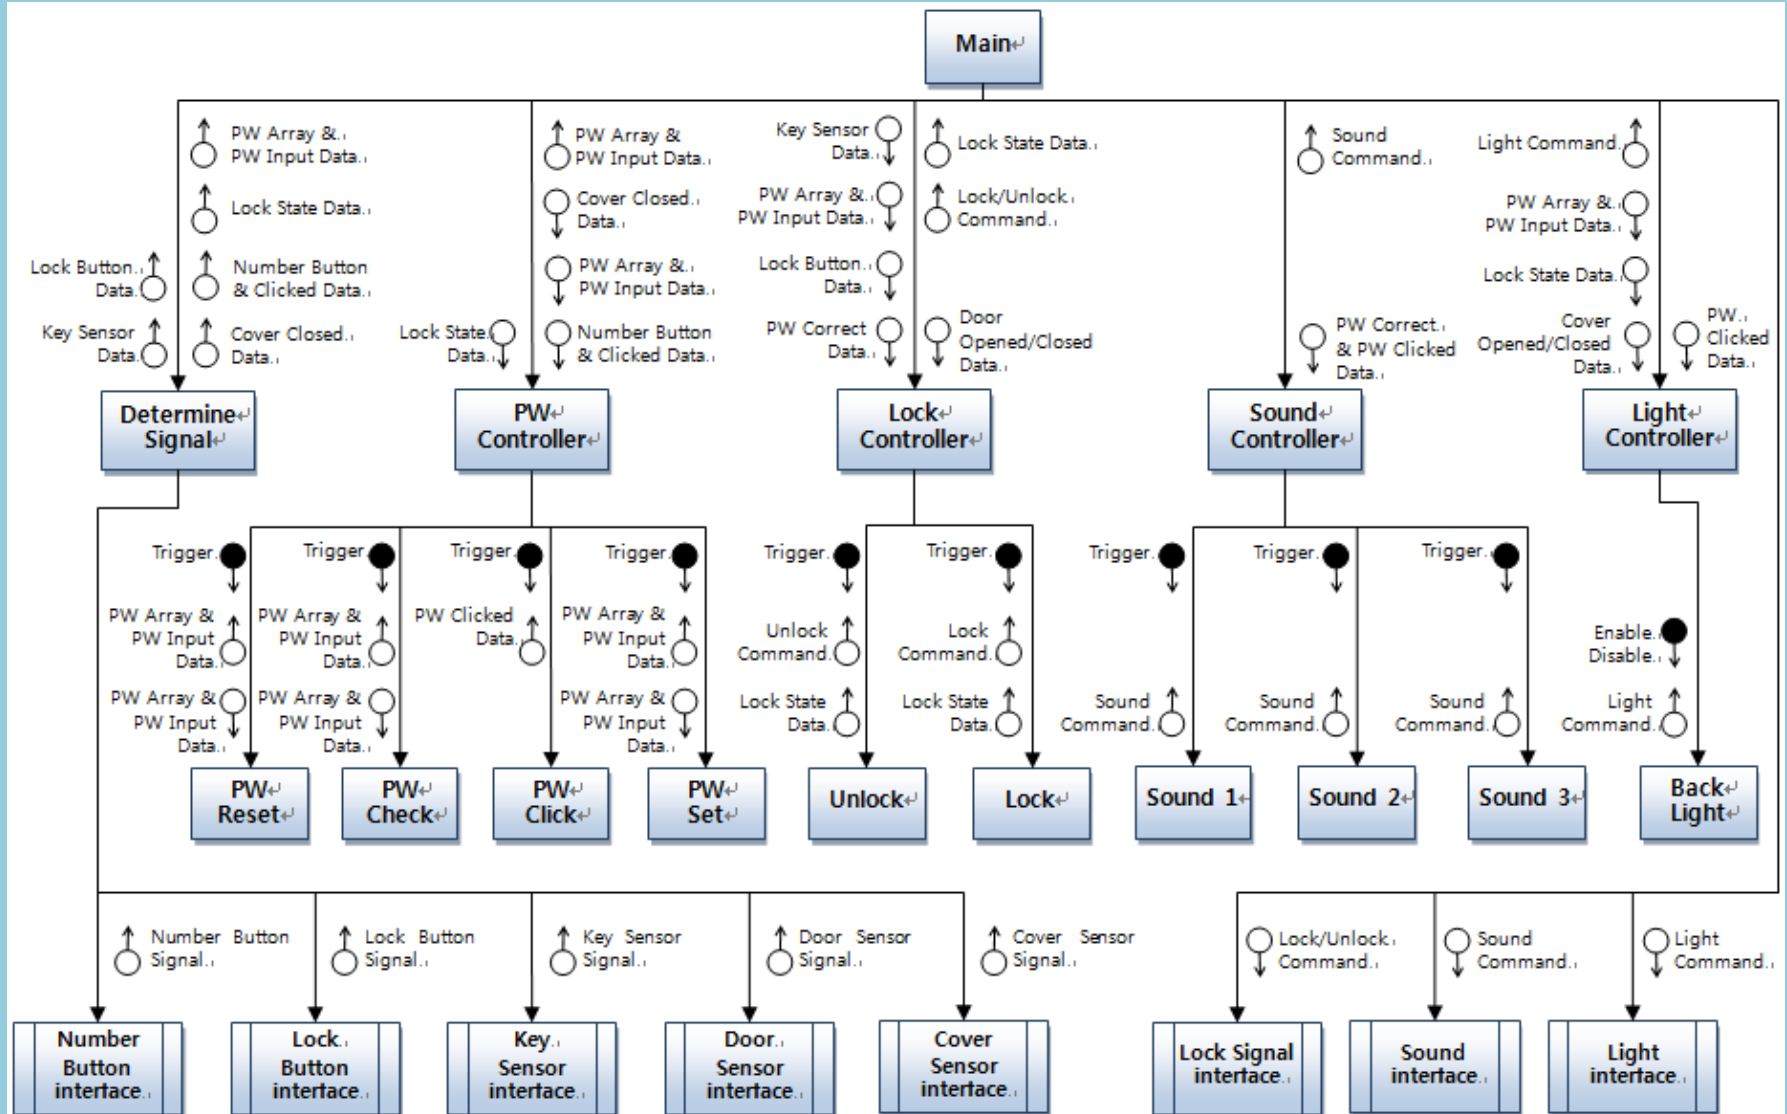 Main
PW Array &
PW Input Data.
Lock State Data.
Lock Button.
Data.
Number Button
& Clicked Data.
Key Sensor
Data.
Cover Closed.
Data.
PW Array &
PW Input Data.
Cover Closed.
Data.
PW Array &.
PW Input Data.
Lock State.
Data.
Number Button
& Clicked Data.
Key Sensor
Data.
Lock State Data.
PW Array &.
PW Input Data.
Lock/Unlock.
Command.
Lock Button.
Data.
PW Correct
Data.
Door
Opened/Closed
Data.
Sound
Command.
PW Correct.
& PW Clicked
Data.
Light Command.
PW Array &.
PW Input Data.
Lock State Data.
Cover
Opened/Closed
Data.
PW.
Clicked
Data.
Determine
Signal
PW
Controller
Lock
Controller
Sound
Controller
Light
Controller
Trigger.
PW Array &
PW Input
Data.
PW Array &
PW Input
Data.
Trigger.
PW Array &
PW Input
Data.
PW Array &
PW Input
Data.
Trigger.
PW Clicked
Data.
Trigger.
PW Array &
PW Input
Data.
PW Array &
PW Input
Data.
Trigger.
Unlock
Command.
Lock State
Data.
Trigger.
Lock
Command.
Lock State
Data.
Trigger.
Sound
Command.
Trigger.
Sound
Command.
Trigger.
Sound
Command.
Enable.
Disable.
Light
Command.
PW
Reset
PW
Check
PW
Click
PW
Set
Unlock
Lock
Sound 1
Sound 2
Sound 3
Back
Light
Number Button
Signal.
Lock Button
Signal.
Key Sensor
Signal.
Door Sensor
Signal.
Cover Sensor
Signal.
Lock/Unlock.
Command.
Sound
Command.
Light
Command.
Number
Button
interface.
Lock.
Button
interface.
Key.
Sensor
interface.
Door.
Sensor
interface.
Cover
Sensor
interface.
Lock Signal
interface.
Sound
interface.
Light
interface.